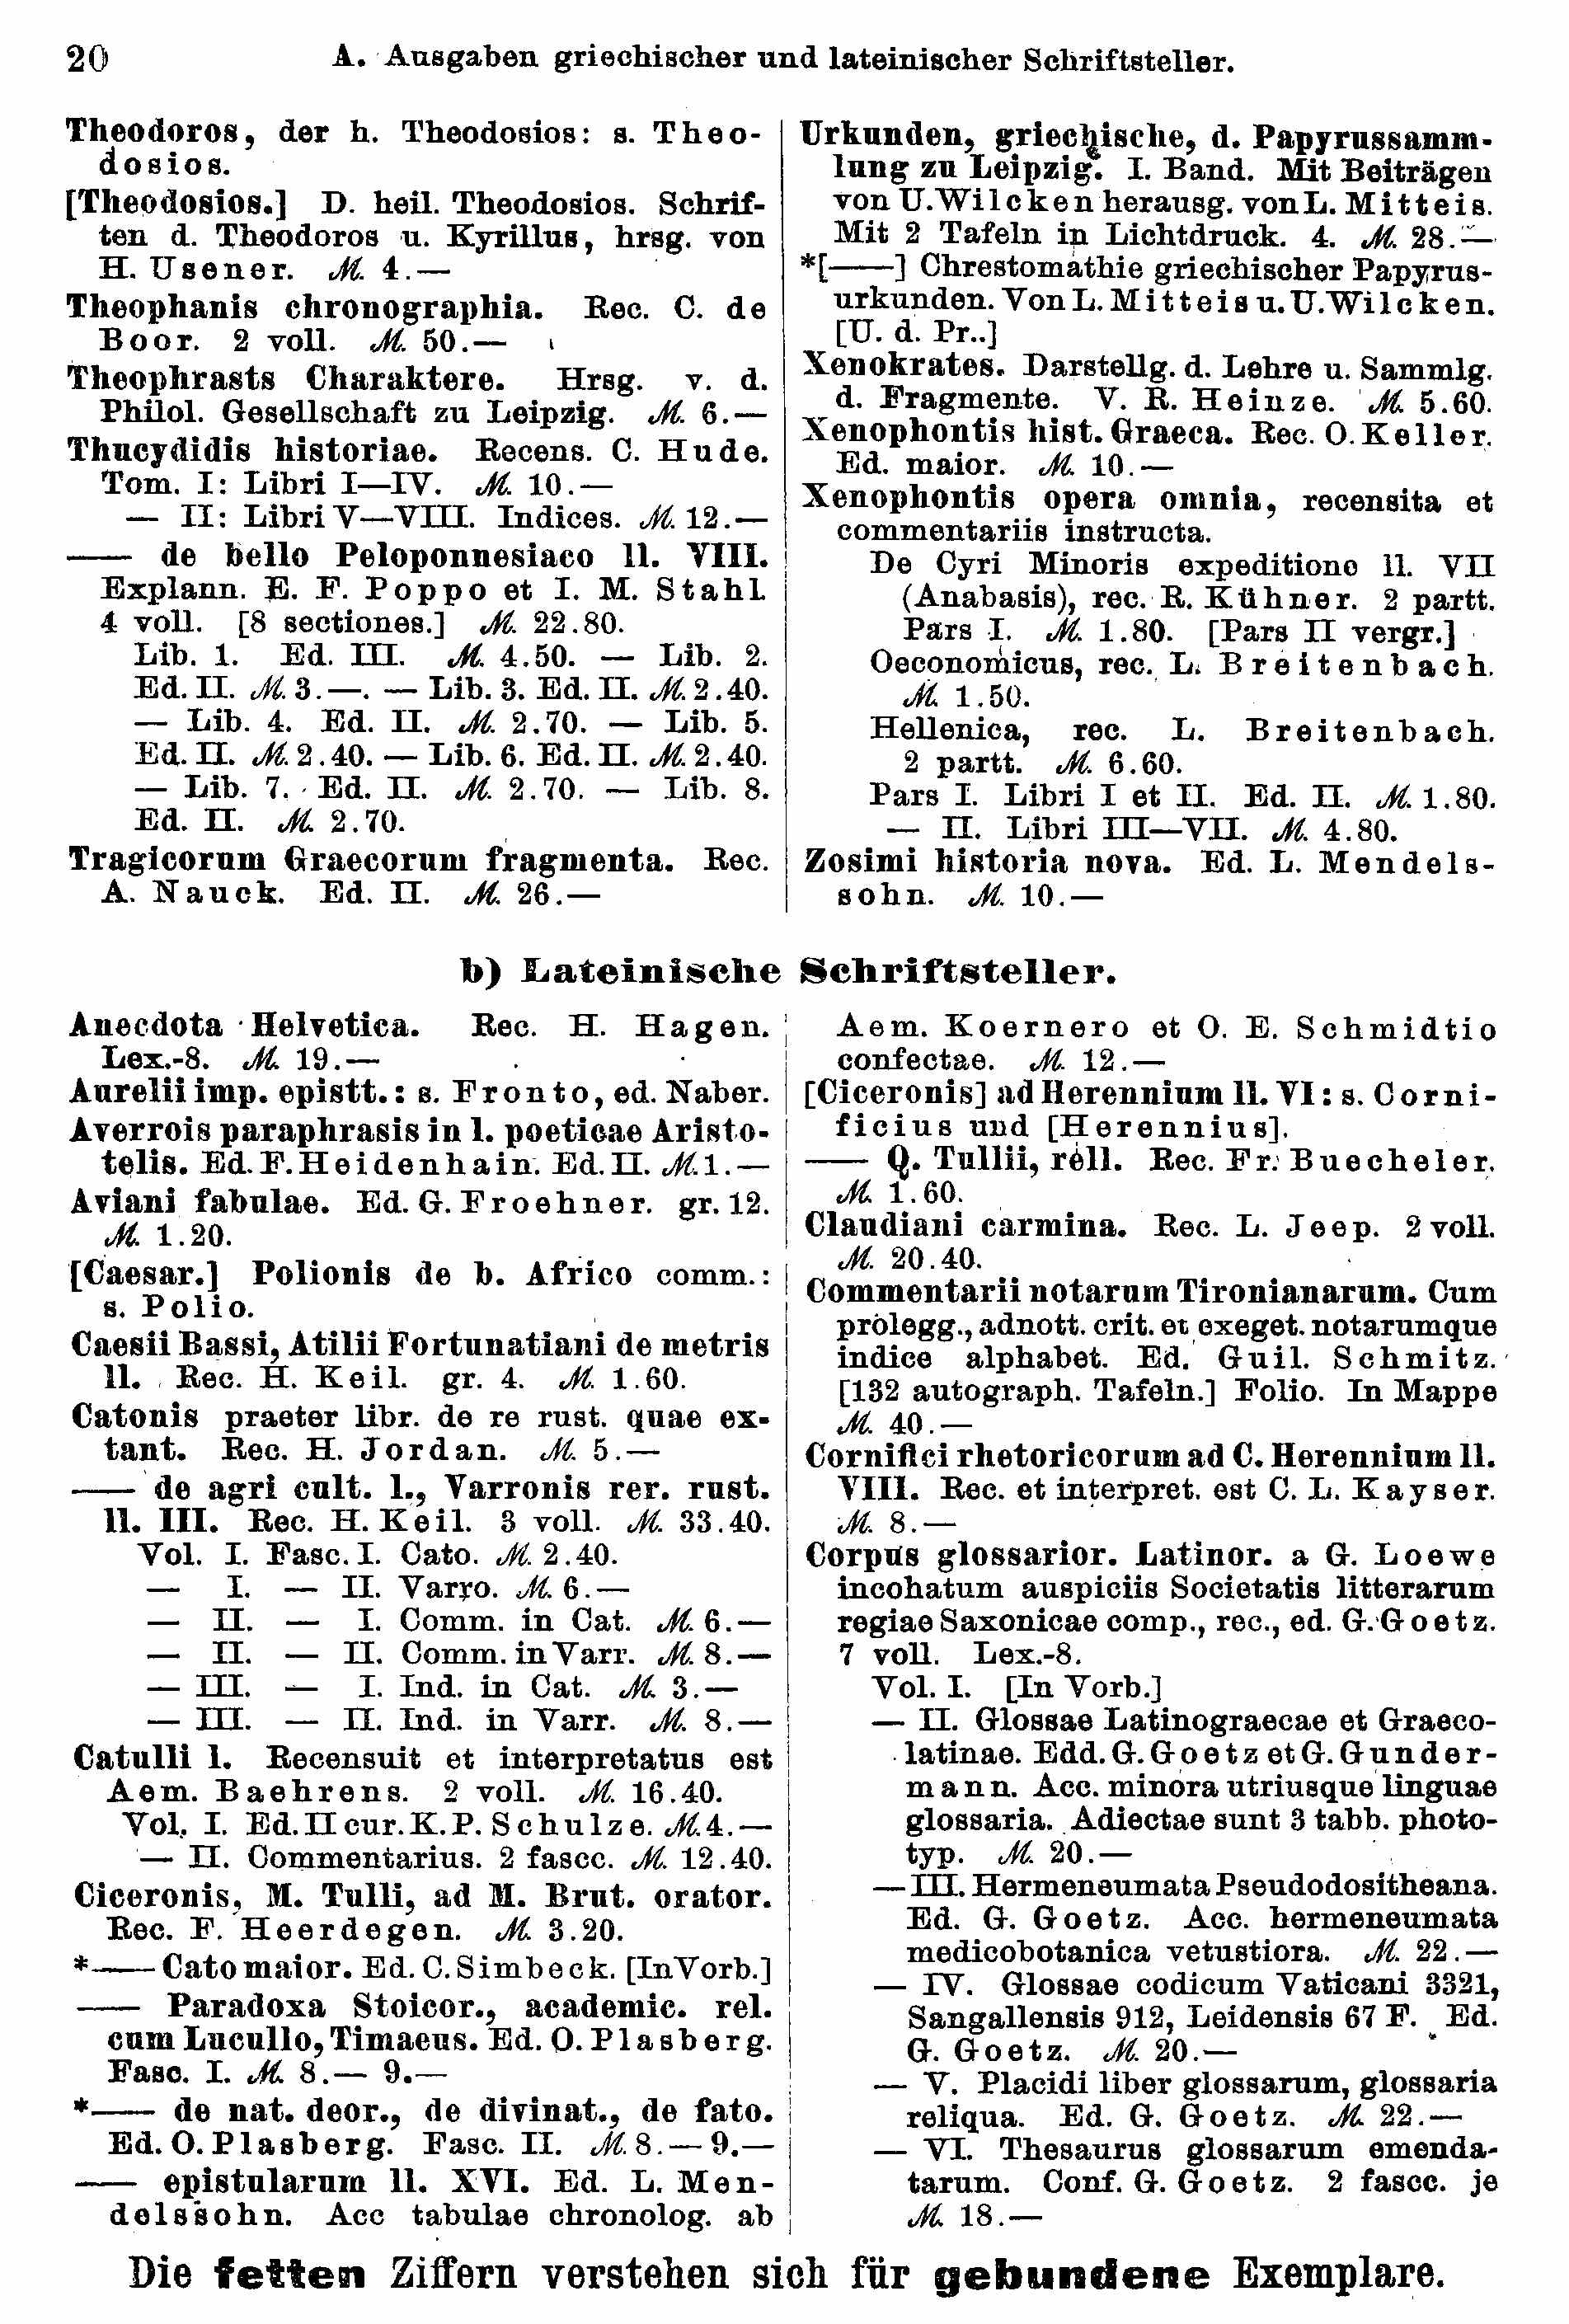 20
A. Ausgaben griechischer und lateinischer Schriftsteller.
Theodoros, der h. Theodosios: s. Theo-
dosios.
[Theodosios.] D. heil. Theodosios. Schrif-
ten d. Theodoros u. Kyrillus, hrsg. von
H. Usener. ℳ 4.—
Theophanis chronographia. Rec. C. de
Boor. 2 voll. ℳ 50.—
Theophrasts Charaktere. Hrsg. v. d.
Philol. Gesellschaft zu Leipzig. ℳ 6.—
Thucydidis historiae. Recens. C. Hude.
Tom. I: Libri I—IV. ℳ 10.—
— II: Libri V—VIII. Indices. ℳ 12.—
—— de bello Peloponnesiaco ll. VIII.
Explann. E. F. Poppo et I. M. Stahl.
4 voll. [8 sectiones.] ℳ 22.80.
Lib. 1. Ed. III. ℳ 4.50. — Lib. 2.
Ed. II. ℳ 3.—. — Lib. 3. Ed. II. ℳ 2.40.
— Lib. 4. Ed. II. ℳ 2.70. — Lib. 5.
Ed. II. ℳ 2.40. — Lib. 6. Ed. II. ℳ 2.40.
— Lib. 7. Ed. II. ℳ 2.70. — Lib. 8.
Ed. II. ℳ 2.70.
Tragicorum Graecorum fragmenta. Rec.
A. Nauck. Ed. II. ℳ 26.—
Urkunden, griechische, d. Papyrussamm-
lung zu Leipzig. I. Band. Mit Beiträgen
von U. Wilcken herausg. von L. Mitteis.
Mit 2 Tafeln in Lichtdruck. 4. ℳ 28.—
*[——] Chrestomathie griechischer Papyrus-
urkunden. Von L. Mitteis u. U. Wilcken.
[U. d. Pr..]
Xenokrates. Darstellg. d. Lehre u. Sammlg.
d. Fragmente. V. R. Heinze. ℳ 5.60.
Xenophontis hist. Graeca. Rec. O. Keller.
Ed. maior. ℳ 10.—
Xenophontis opera omnia, recensita et
commentariis instructa.
De Cyri Minoris expeditione ll. VII
(Anabasis), rec. R. Kühner. 2 partt.
Pars I. ℳ 1.80. [Pars II vergr.]
Oeconomicus, rec. L. Breitenbach.
ℳ 1.50.
Hellenica, rec. L. Breitenbach.
2 partt. ℳ 6.60.
Pars I. Libri I et II. Ed. II. ℳ 1.80.
— II. Libri III—VII. ℳ 4.80.
Zosimi historia nova. Ed. L. Mendels-
sohn. ℳ 10.—
b) Lateinische Schriftsteller.
Anecdota Helvetica. Rec. H. Hagen.
Lex.-8. ℳ 19.—
Aurelii imp. epistt.: s. Fronto, ed. Naber.
Averrois paraphrasis in l. poeticae Aristo-
telis. Ed. F. Heidenhain. Ed. II. ℳ 1.—
Aviani fabulae. Ed. G. Froehner. gr. 12.
ℳ 1.20.
[Caesar.] Polionis de b. Africo comm.:
s. Polio.
Caesii Bassi, Atilii Fortunatiani de metris
ll. Rec. H. Keil. gr. 4. ℳ 1.60.
Catonis praeter libr. de re rust. quae ex-
tant. Rec. H. Jordan. ℳ 5.—
—— de agri cult. l., Varronis rer. rust.
ll. III. Rec. H. Keil. 3 voll. ℳ 33.40.
Vol. I. Fasc. I. Cato. ℳ 2.40.
— I. — II. Varro. ℳ 6.—
— II. — I. Comm. in Cat. ℳ 6.—
— II. — II. Comm. in Varr. ℳ 8.—
— III. — I. Ind. in Cat. ℳ 3.—
— III. — II. Ind. in Varr. ℳ 8.—
Catulli l. Recensuit et interpretatus est
Aem. Baehrens. 2 voll. ℳ 16.40.
Vol. I. Ed. II cur. K. P. Schulze. ℳ 4.—
— II. Commentarius. 2 fascc. ℳ 12.40.
Ciceronis, M. Tulli, ad M. Brut. orator.
Rec. F. Heerdegen. ℳ 3.20.
*—— Cato maior. Ed. C. Simbeck. [In Vorb.]
—— Paradoxa Stoicor., academic. rel.
cum Lucullo, Timaeus. Ed. O. Plasberg.
Fasc. I. ℳ 8.— 9.—
*—— de nat. deor., de divinat., de fato.
Ed. O. Plasberg. Fasc. II. ℳ 8.— 9.—
—— epistularum ll. XVI. Ed. L. Men-
delssohn. Acc tabulae chronolog. ab
Aem. Koernero et O. E. Schmidtio
confectae. ℳ 12.—
[Ciceronis] ad Herennium ll. VI: s. Corni-
ficius und [Herennius].
—— Q. Tullii, rell. Rec. Fr. Buecheler.
ℳ 1.60.
Claudiani carmina. Rec. L. Jeep. 2 voll.
ℳ 20.40.
Commentarii notarum Tironianarum. Cum
prolegg., adnott. crit. et exeget. notarumque
indice alphabet. Ed. Guil. Schmitz.
[132 autograph. Tafeln.] Folio. In Mappe
ℳ 40.—
Cornifici rhetoricorum ad C. Herennium ll.
VIII. Rec. et interpret. est C. L. Kayser.
ℳ 8.—
Corpus glossarior. Latinor. a G. Loewe
incohatum auspiciis Societatis litterarum
regiae Saxonicae comp., rec., ed. G. Goetz.
7 voll. Lex.-8.
Vol. I. [In Vorb.]
— II. Glossae Latinograecae et Graeco-
latinae. Edd. G. Goetz et G. Gunder-
mann. Acc. minora utriusque linguae
glossaria. Adiectae sunt 3 tabb. photo-
typ. ℳ 20.—
— III. Hermeneumata Pseudodositheana.
Ed. G. Goetz. Acc. hermeneumata
medicobotanica vetustiora. ℳ 22.—
— IV. Glossae codicum Vaticani 3321,
Sangallensis 912, Leidensis 67 F. Ed.
G. Goetz. ℳ 20.—
— V. Placidi liber glossarum, glossaria
reliqua. Ed. G. Goetz. ℳ 22.—
— VI. Thesaurus glossarum emenda-
tarum. Conf. G. Goetz. 2 fascc. je
ℳ 18.—
Die fetten Ziffern verstehen sich für gebundene Exemplare.